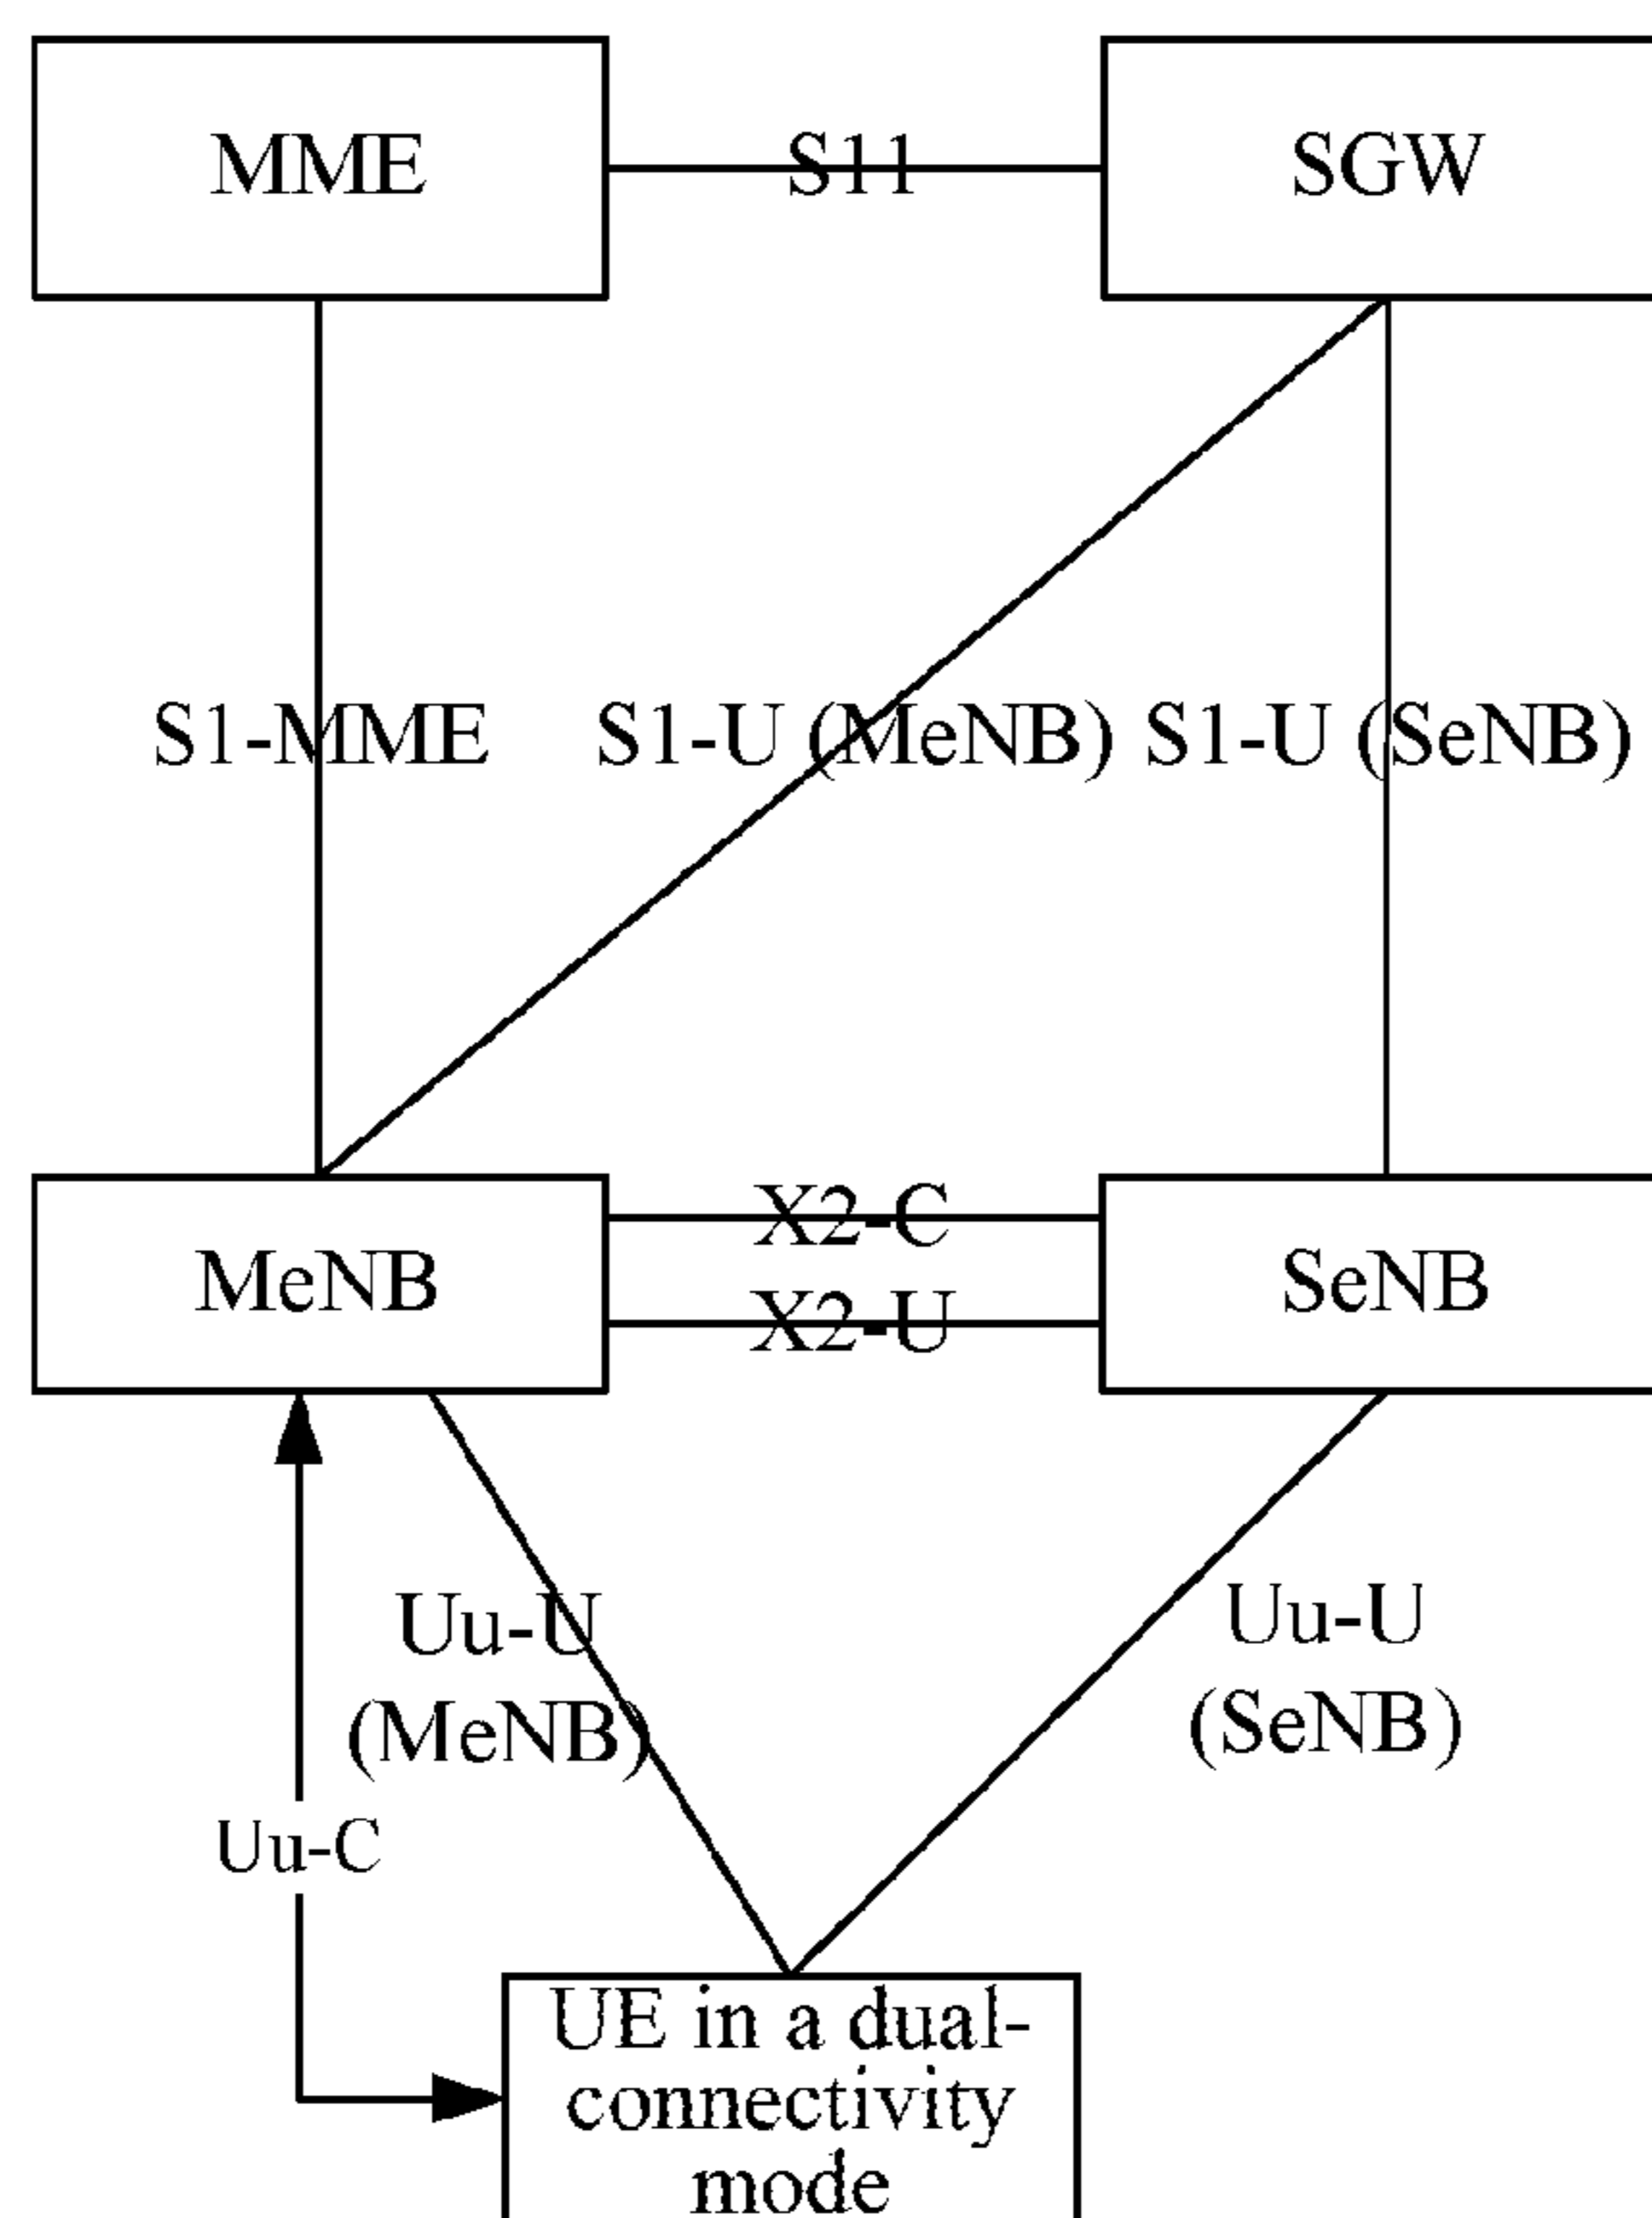 MME
S11
SGW
S1-MME
S1-U (MeNB)
S1-U (SeNB)
MeNB
X2-C
X2-U
SeNB
Uu-U
(MeNB)
Uu-U
(SeNB)
Uu-C
UE in a dual-
connectivity
mode